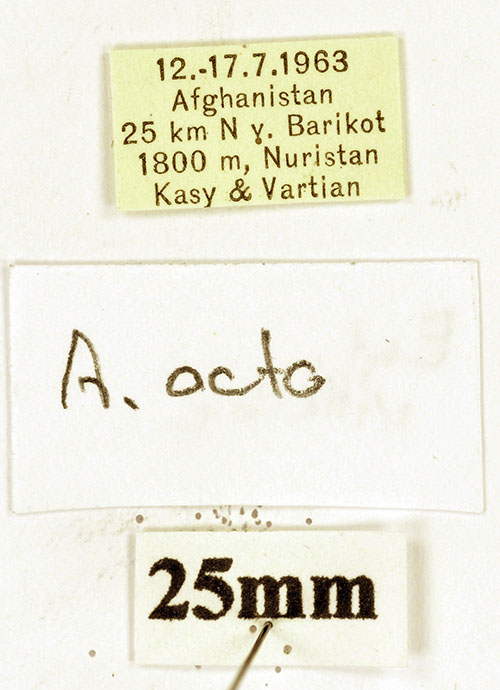 12.-17.7.1963
Afghanistan
25 km N v. Barikot
1800 m, Nuristan
Kasy & Vartian
A. octo
25mm